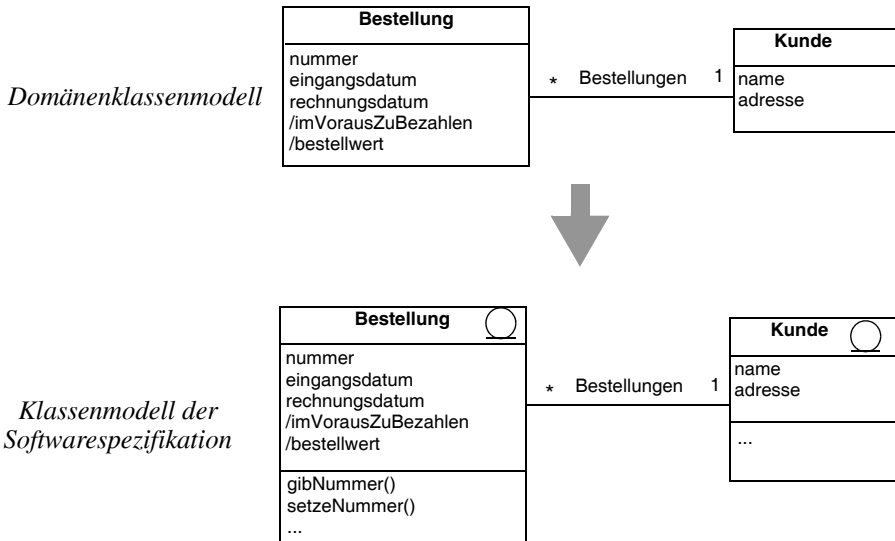 Bestellung
nummer
eingangsdatum
rechnungsdatum
/imVorausZuBezahlen
/bestellwert
Domänenklassenmodell
* Bestellungen 1
Kunde
name
adresse
Bestellung
nummer
eingangsdatum
rechnungsdatum
/imVorausZuBezahlen
/bestellwert
gibNummer()
setzeNummer()
...
Klassenmodell der
Softwarespezifikation
* Bestellungen 1
Kunde
name
adresse
...